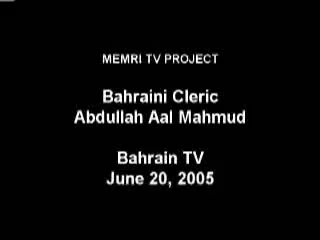 MEMRI TV PROJECT
Bahraini Cleric
Abdullah Aal Mahmud
Bahrain TV
June 20, 2005